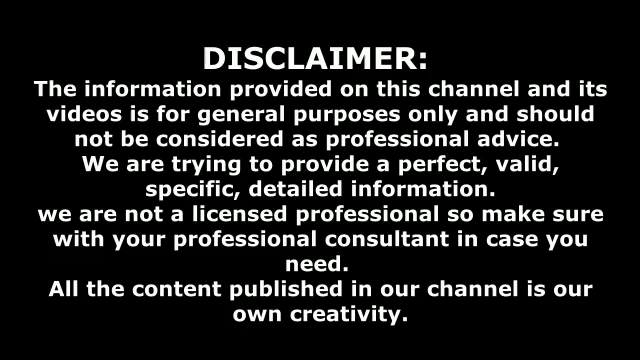 DISCLAIMER:
The information provided on this channel and its
videos is for general purposes only and should
not be considered as professional advice.
We are trying to provide a perfect, valid,
specific, detailed information.
we are not a licensed professional so make sure
with your professional consultant in case you
need.
All the content published in our channel is our
own creativity.